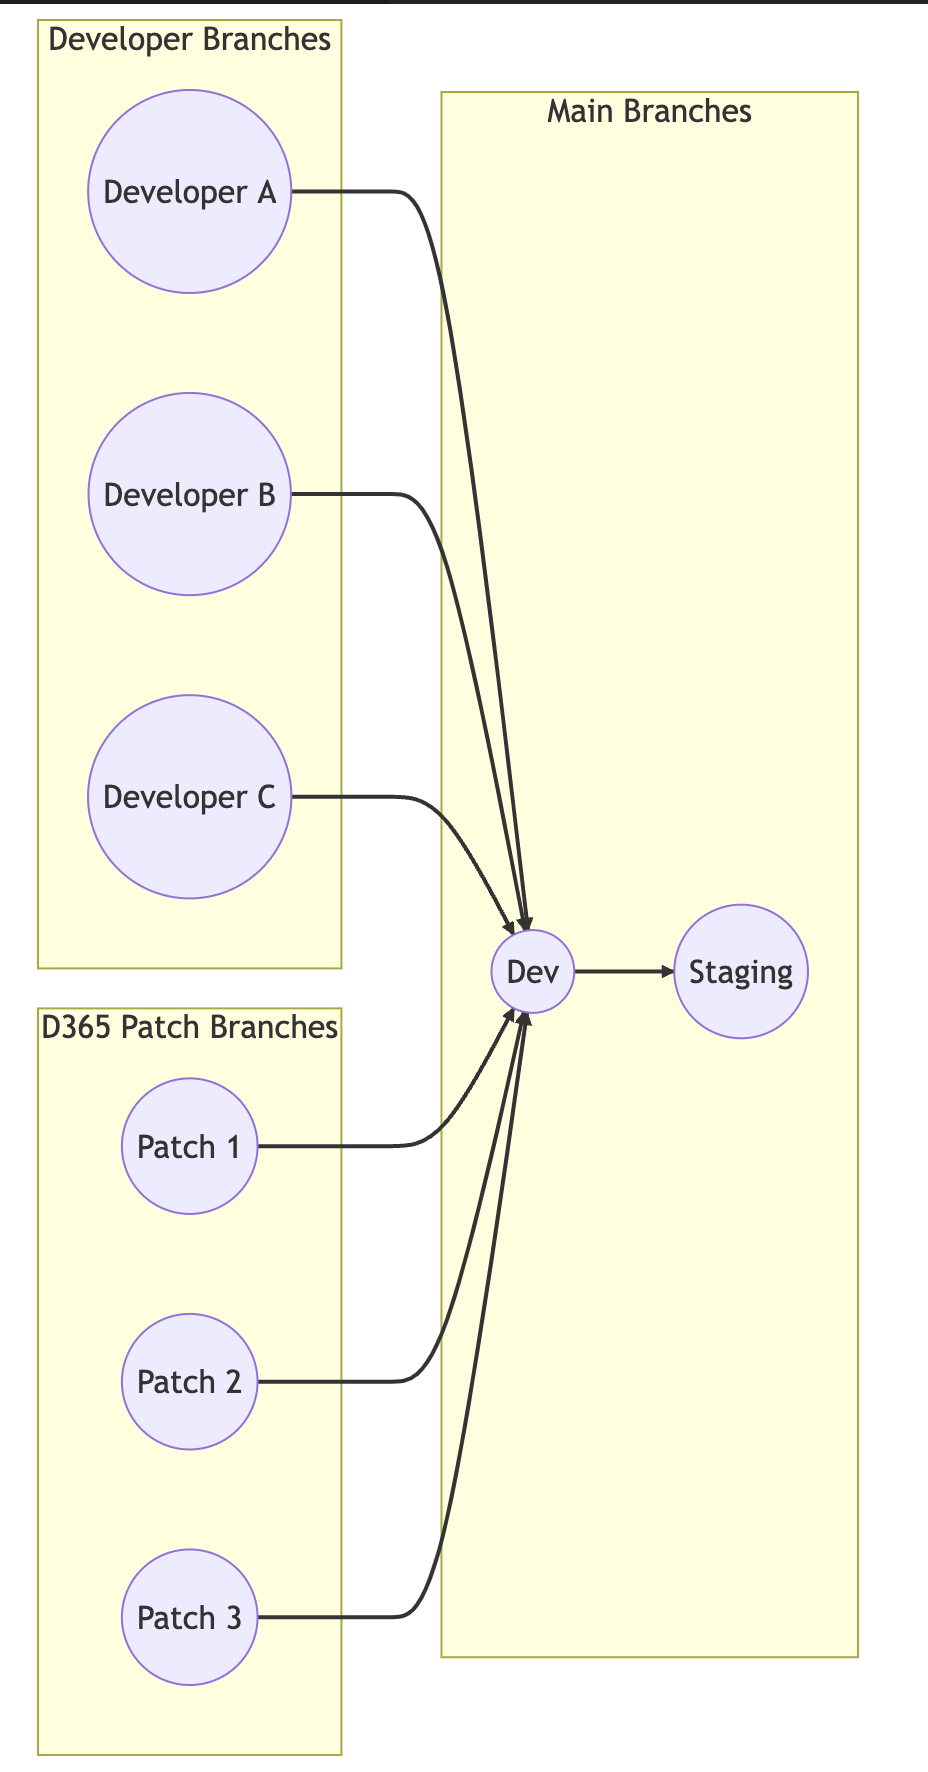 Developer Branches
Developer A
Developer B
Developer C
D365 Patch Branches
Patch 1
Patch 2
Patch 3
Main Branches
Dev
Staging